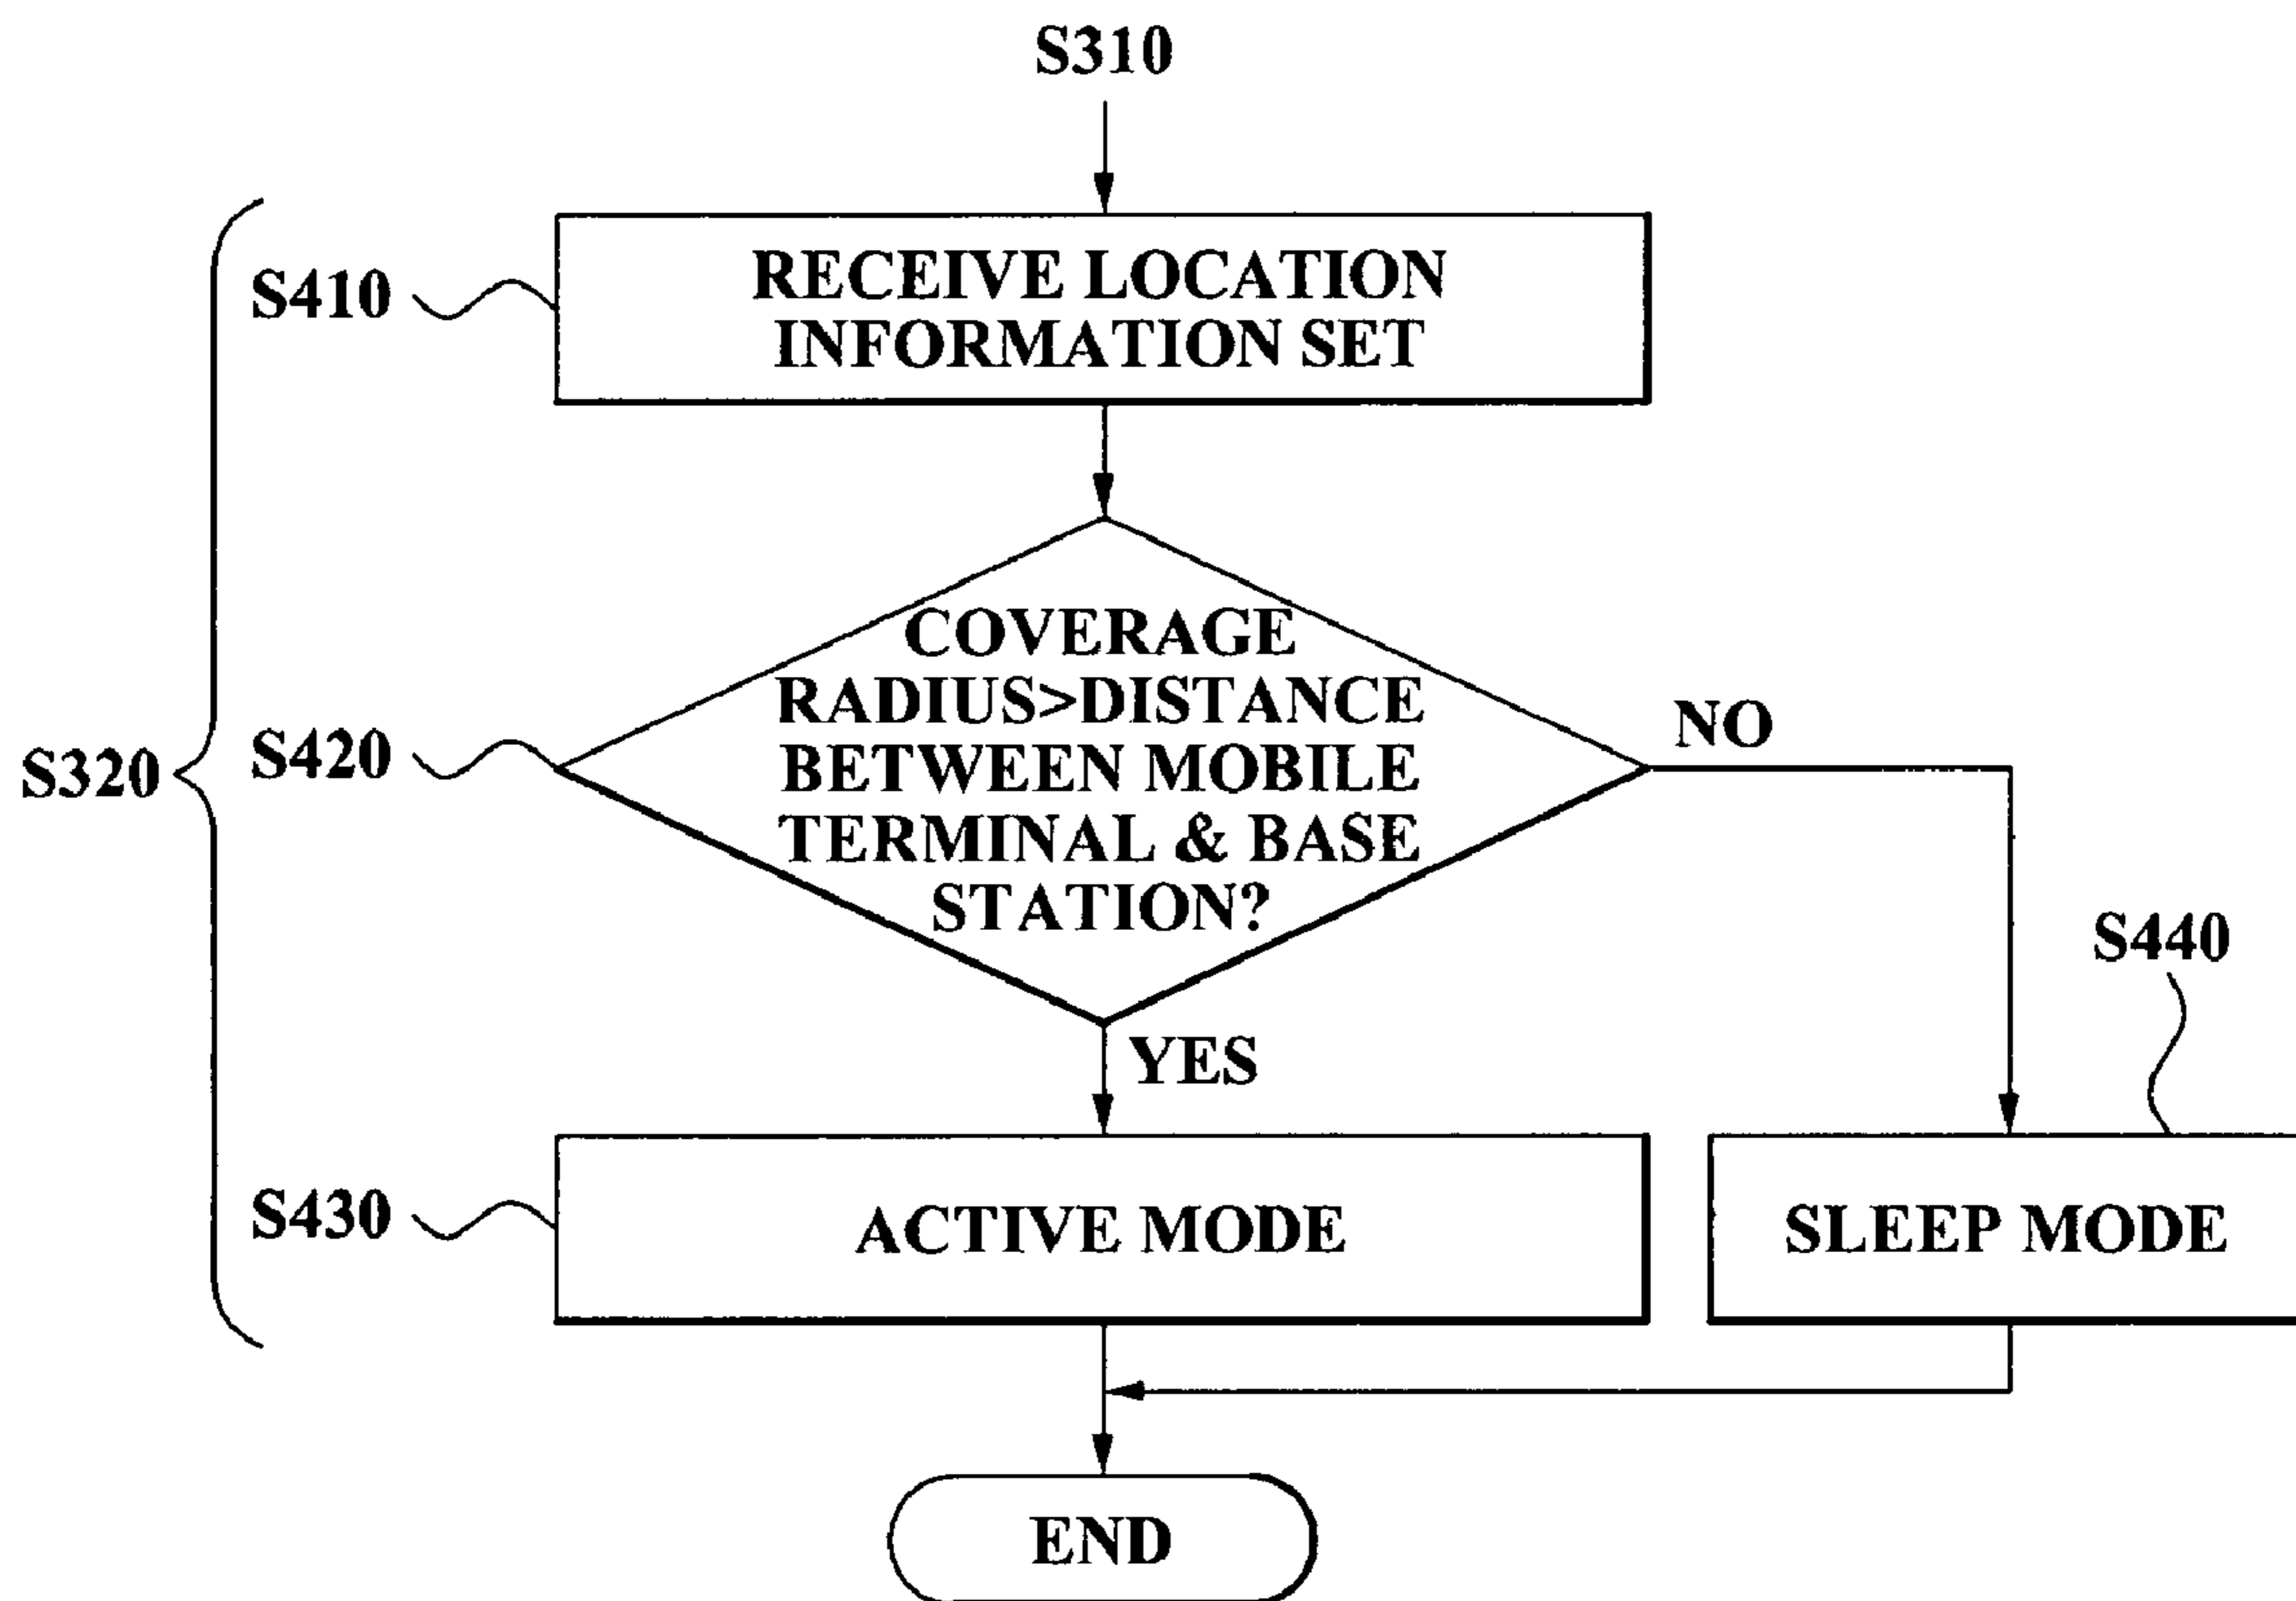 S310
S410
RECEIVE LOCATION
INFORMATION SET
S320
S420
COVERAGE
RADIUS>DISTANCE
BETWEEN MOBILE
TERMINAL & BASE
STATION?
NO
S440
YES
S430
ACTIVE MODE
SLEEP MODE
END